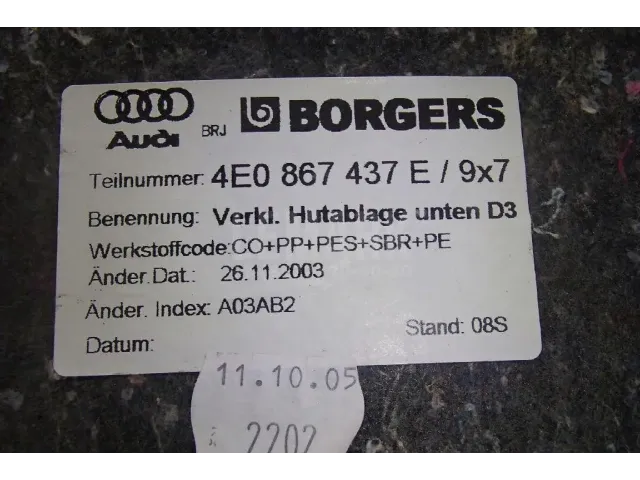 Audi BRJ BORGERS
Teilnummer: 4E0 867 437 E / 9x7
Benennung: Verkl. Hutablage unten D3
Werkstoffcode:CO+PP+PES+SBR+PE
Änder.Dat.: 26.11.2003
Änder. Index: A03AB2
Stand: 08S
Datum:
11.10.05
2202